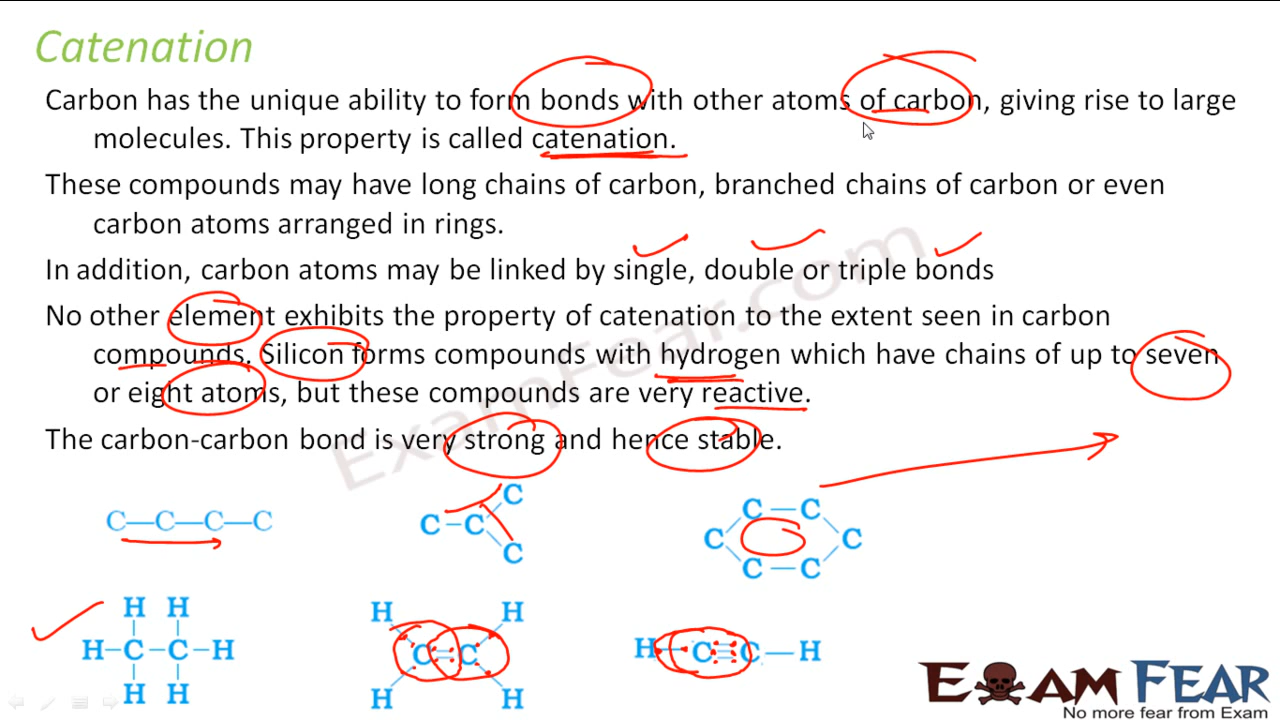 Catenation
Carbon has the unique ability to form bonds with other atoms of carbon, giving rise to large
molecules. This property is called catenation.
These compounds may have long chains of carbon, branched chains of carbon or even
carbon atoms arranged in rings.
In addition, carbon atoms may be linked by single, double or triple bonds
No other element exhibits the property of catenation to the extent seen in carbon
compounds. Silicon forms compounds with hydrogen which have chains of up to seven
or eight atoms, but these compounds are very reactive.
The carbon-carbon bond is very strong and hence stable.
ExamFear.com
C—C—C—C
C
C–C
C
C—C
C C
C—C
H H
H–C–C–H
H H
H H
C=C
H H
H–C≡C–H
EXAM FEAR
No more fear from Exam